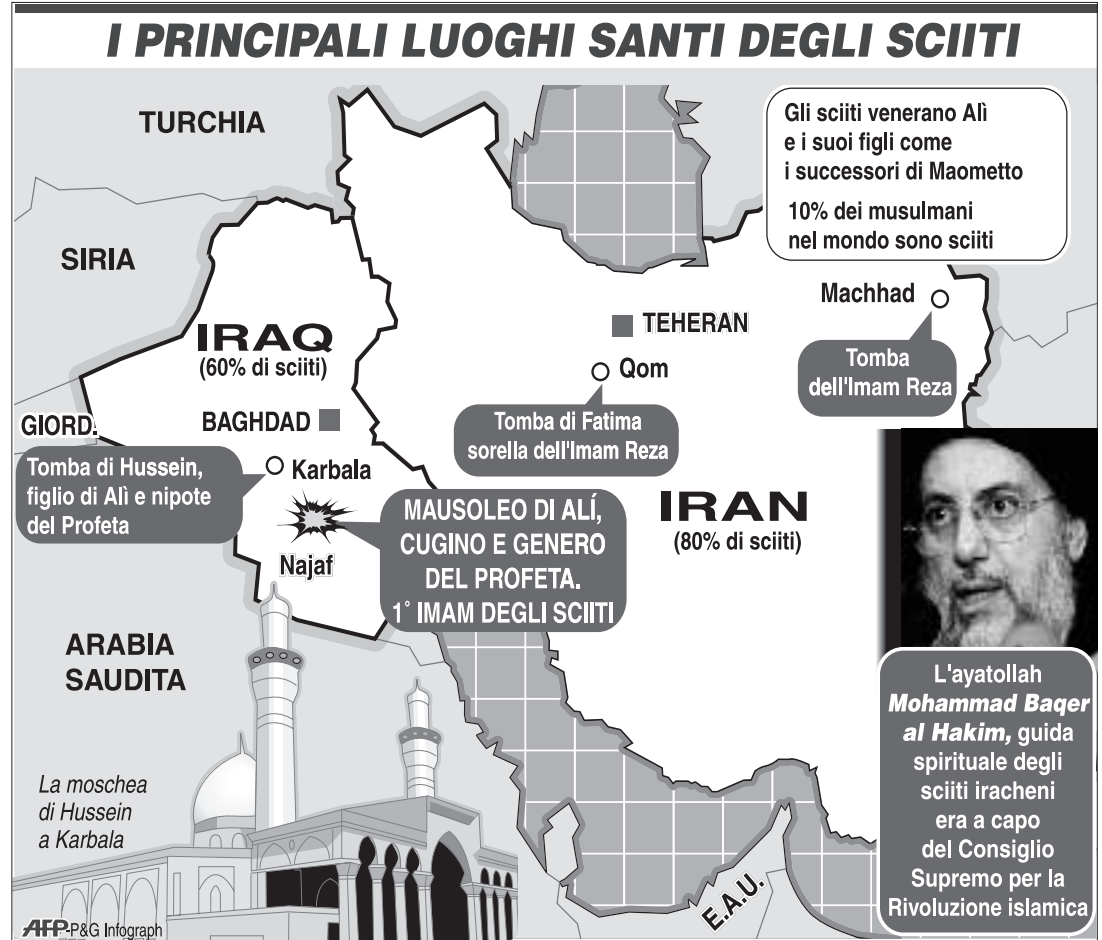 I PRINCIPALI LUOGHI SANTI DEGLI SCIITI
TURCHIA
Gli sciiti venerano Alì
e i suoi figli come
i successori di Maometto
10% dei musulmani
nel mondo sono sciiti
SIRIA
Machhad
IRAQ
(60% di sciiti)
TEHERAN
Tomba
dell'Imam Reza
Qom
BAGHDAD
GIORD.
Tomba di Fatima
sorella dell'Imam Reza
Tomba di Hussein,
figlio di Alì e nipote
del Profeta
Karbala
MAUSOLEO DI ALÍ,
CUGINO E GENERO
DEL PROFETA.
1° IMAM DEGLI SCIITI
IRAN
(80% di sciiti)
Najaf
ARABIA
SAUDITA
L'ayatollah
Mohammad Baqer
al Hakim, guida
spirituale degli
sciiti iracheni
era a capo
del Consiglio
Supremo per la
Rivoluzione islamica
La moschea
di Hussein
a Karbala
E.A.U.
AFP-P&G Infograph